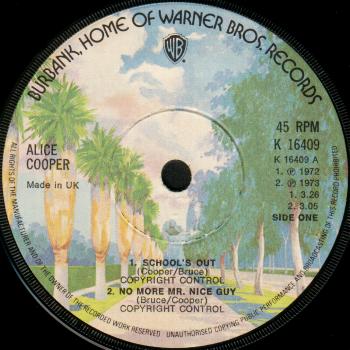 BURBANK, HOME OF WARNER BROS. RECORDS
WB
ALICE
COOPER
Made in UK
45 RPM
K 16409
K 16409 A
1. ℗ 1972
2. ℗ 1973
1. 3.26
2. 3.05
SIDE ONE
1. SCHOOL'S OUT
(Cooper/Bruce)
COPYRIGHT CONTROL
2. NO MORE MR. NICE GUY
(Bruce/Cooper)
COPYRIGHT CONTROL
ALL RIGHTS OF THE MANUFACTURER AND OF THE OWNER OF THE RECORDED WORK RESERVED
UNAUTHORISED COPYING, PUBLIC PERFORMANCE AND BROADCASTING OF THIS RECORD PROHIBITED